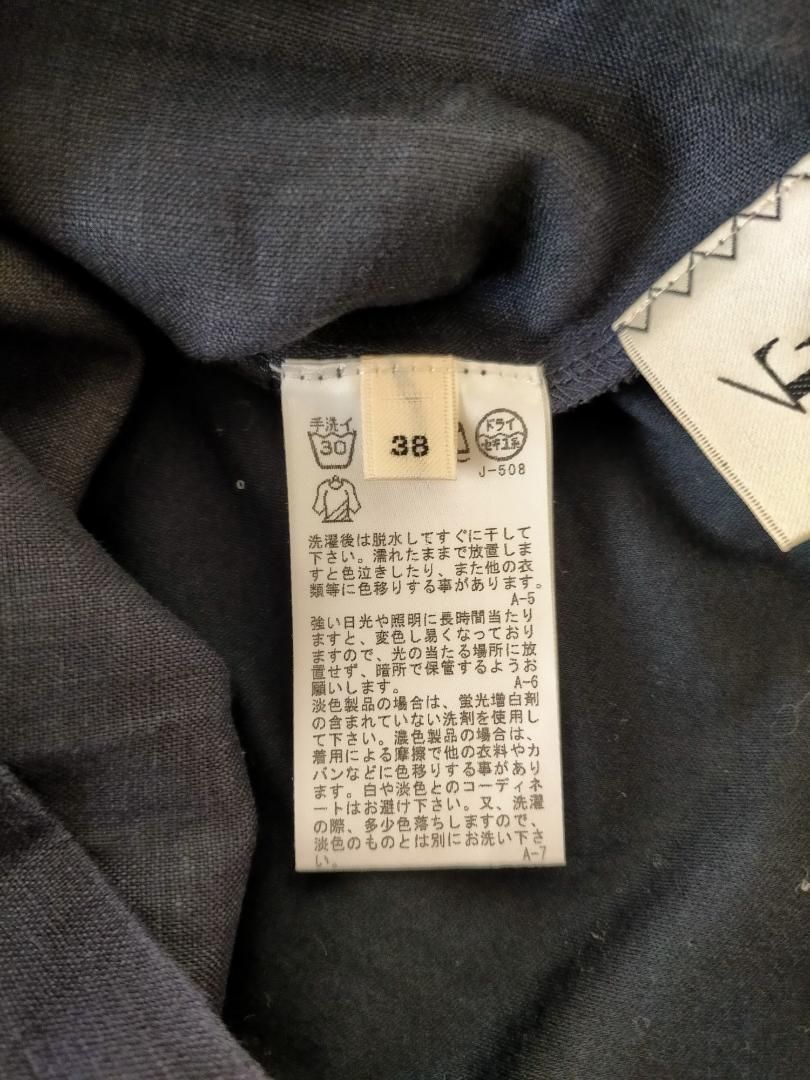 手洗イ
30
38
ドライ
セキユ系
J-508
洗濯後は脱水してすぐに干して
下さい。濡れたままで放置しま
すと色泣きしたり、また他の衣
類等に色移りする事があります。
A-5
強い日光や照明に長時間当たり
ますと、変色し易くなっており
ますので、光の当たる場所に放
置せず、暗所で保管するようお
願いします。
A-6
淡色製品の場合は、蛍光増白剤
の含まれていない洗剤を使用し
て下さい。濃色製品の場合は、
着用による摩擦で他の衣料やカ
バンなどに色移りする事があり
ます。白や淡色とのコーディネ
ートはお避け下さい。又、洗濯
の際、多少色落ちしますので、
淡色のものとは別にお洗い下さ
い。
A-7